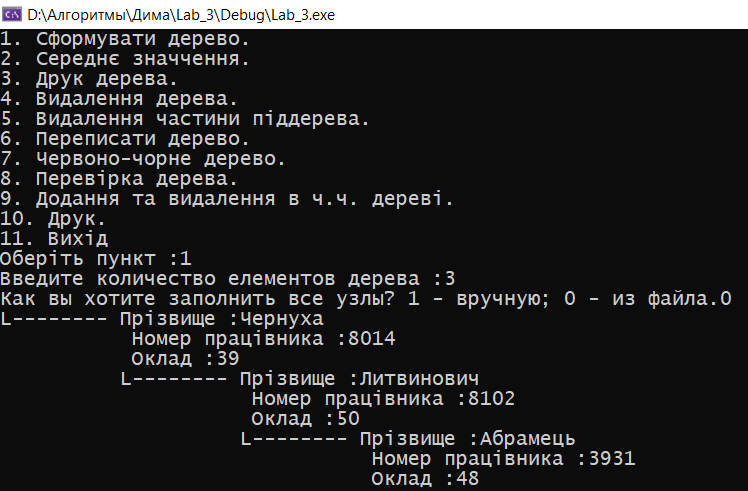 D:\Алгоритмы\Дима\Lab_3\Debug\Lab_3.exe
1. Сформувати дерево.
2. Середнє значчення.
3. Друк дерева.
4. Видалення дерева.
5. Видалення частини піддерева.
6. Переписати дерево.
7. Червоно-чорне дерево.
8. Перевірка дерева.
9. Додання та видалення в ч.ч. дереві.
10. Друк.
11. Вихід
Оберіть пункт :1
Введите количество елементов дерева :3
Как вы хотите заполнить все узлы? 1 - вручную; 0 - из файла.0
L-------- Прізвище :Чернуха
Номер працівника :8014
Оклад :39
L-------- Прізвище :Литвинович
Номер працівника :8102
Оклад :50
L-------- Прізвище :Абрамець
Номер працівника :3931
Оклад :48